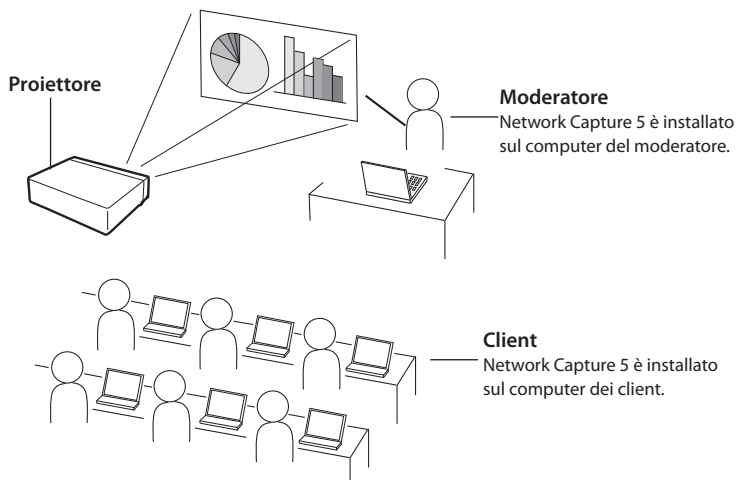 Proiettore
Moderatore
Network Capture 5 è installato
sul computer del moderatore.
Client
Network Capture 5 è installato
sul computer dei client.